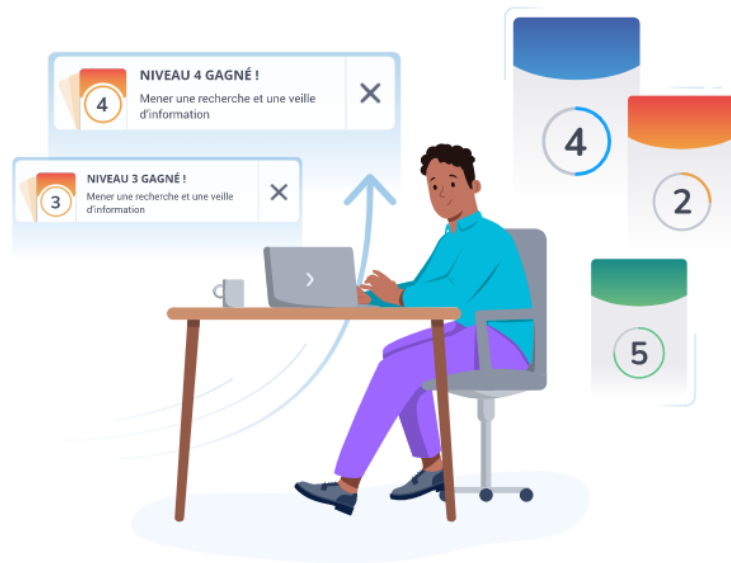 NIVEAU 4 GAGNÉ !
4
Mener une recherche et une veille
d'information
NIVEAU 3 GAGNÉ !
3
Mener une recherche et une veille
d'information
4
2
5